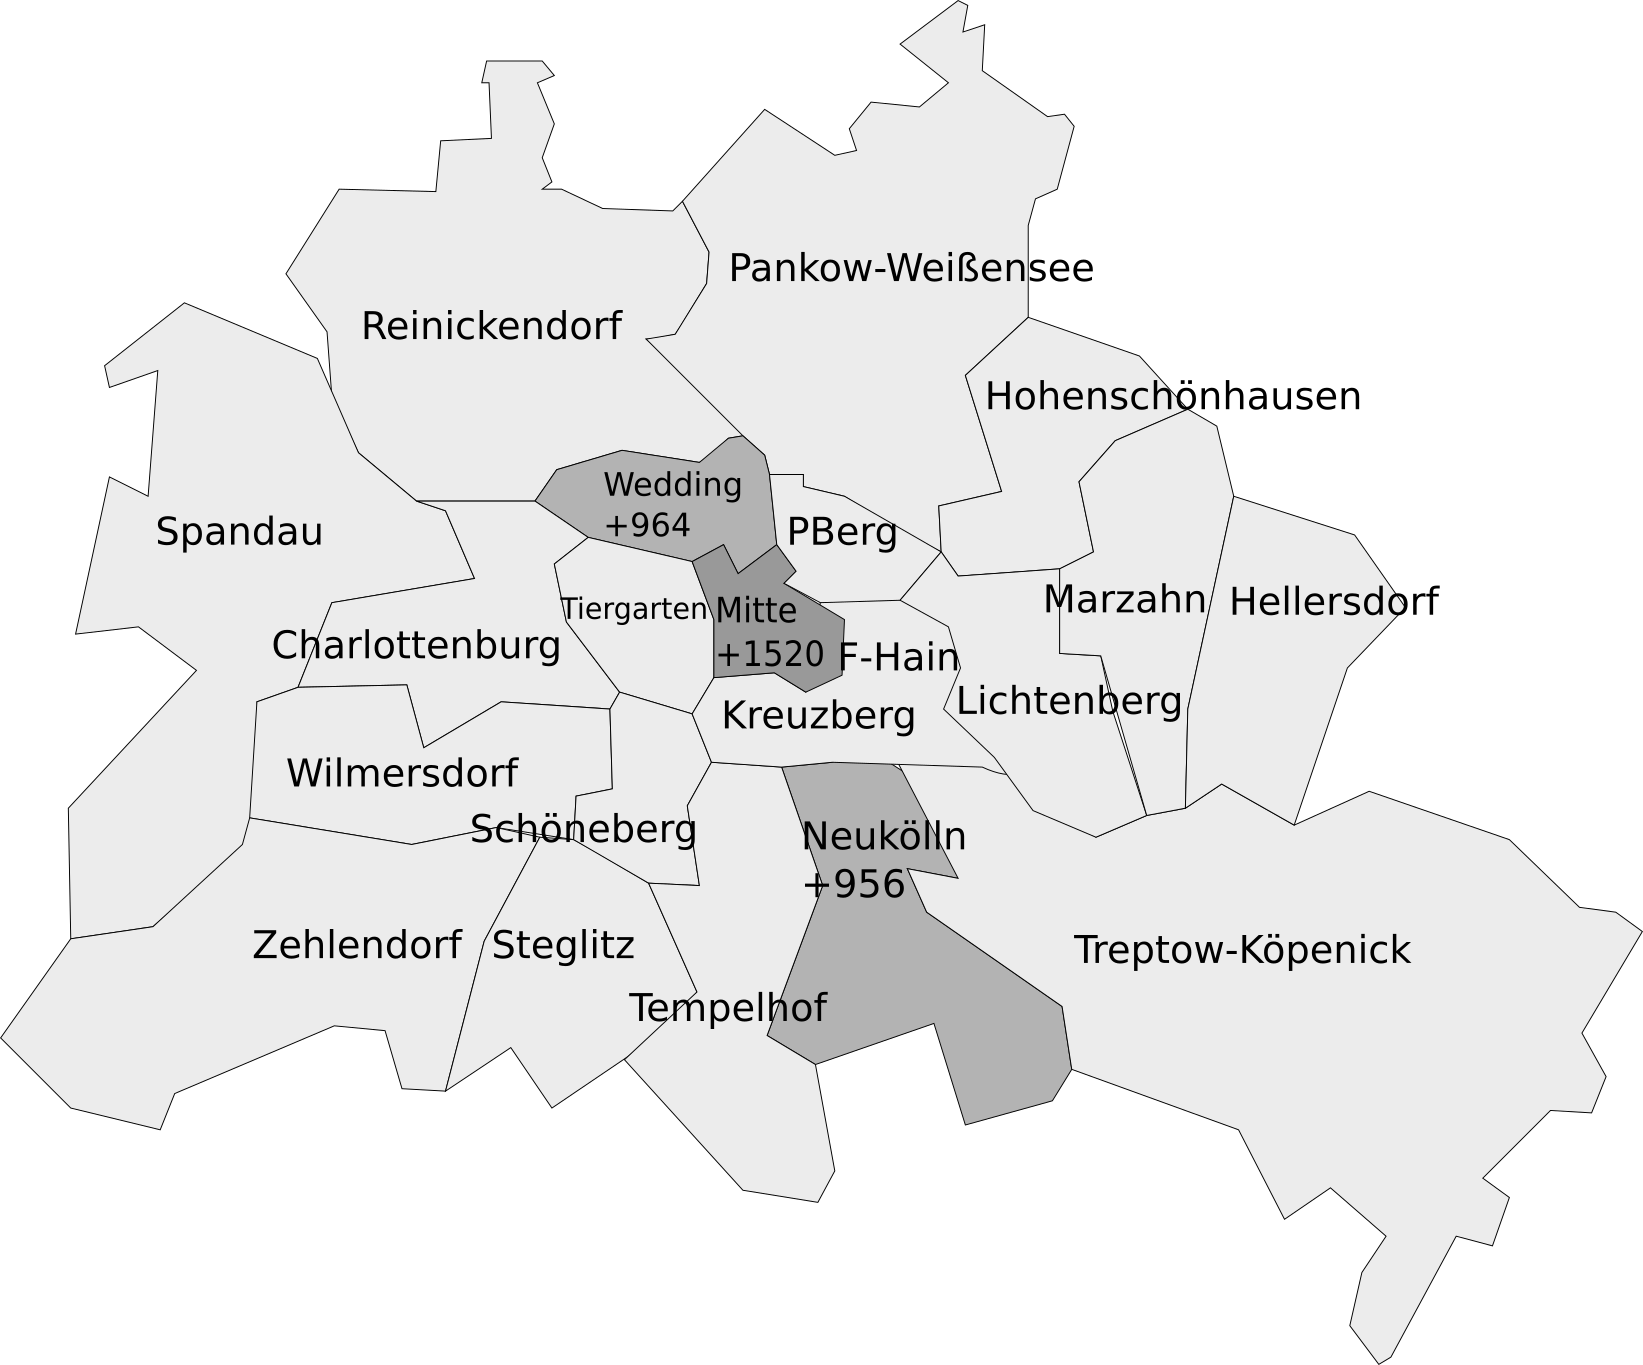 Pankow-Weißensee
Reinickendorf
Hohenschönhausen
Wedding
+964
Spandau
PBerg
Marzahn
Hellersdorf
Tiergarten
Mitte
+1520
Charlottenburg
F-Hain
Lichtenberg
Kreuzberg
Wilmersdorf
Schöneberg
Neukölln
+956
Zehlendorf
Steglitz
Treptow-Köpenick
Tempelhof